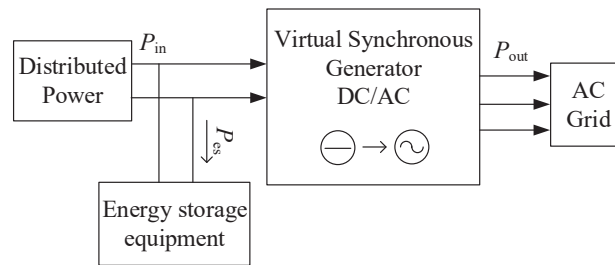 P_in
Distributed
Power
Virtual Synchronous
Generator
DC/AC
P_out
AC
Grid
P_es
Energy storage
equipment